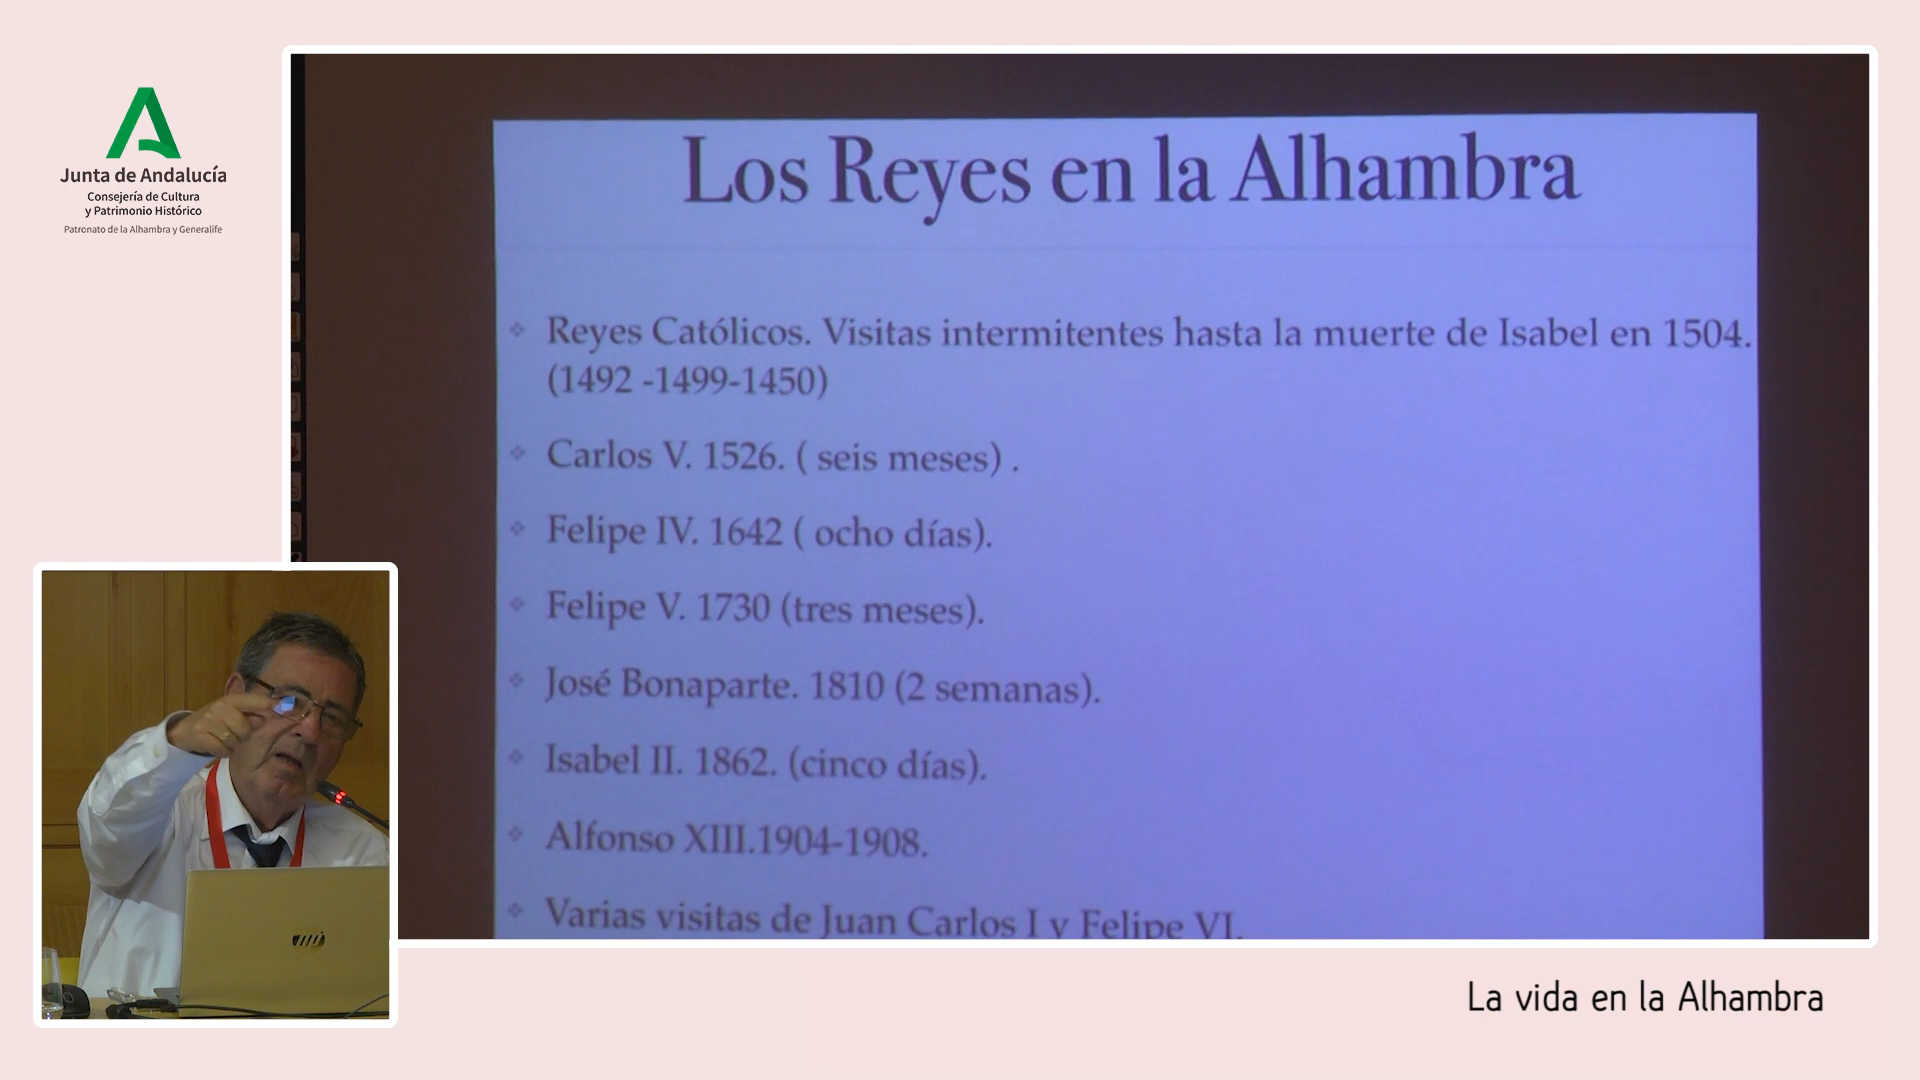 Junta de Andalucía
Consejería de Cultura
y Patrimonio Histórico
Patronato de la Alhambra y Generalife
Los Reyes en la Alhambra
Reyes Católicos. Visitas intermitentes hasta la muerte de Isabel en 1504.
(1492 -1499-1450)
Carlos V. 1526. ( seis meses) .
Felipe IV. 1642 ( ocho días).
Felipe V. 1730 (tres meses).
José Bonaparte. 1810 (2 semanas).
Isabel II. 1862. (cinco días).
Alfonso XIII.1904-1908.
Varias visitas de Juan Carlos I y Felipe VI.
La vida en la Alhambra